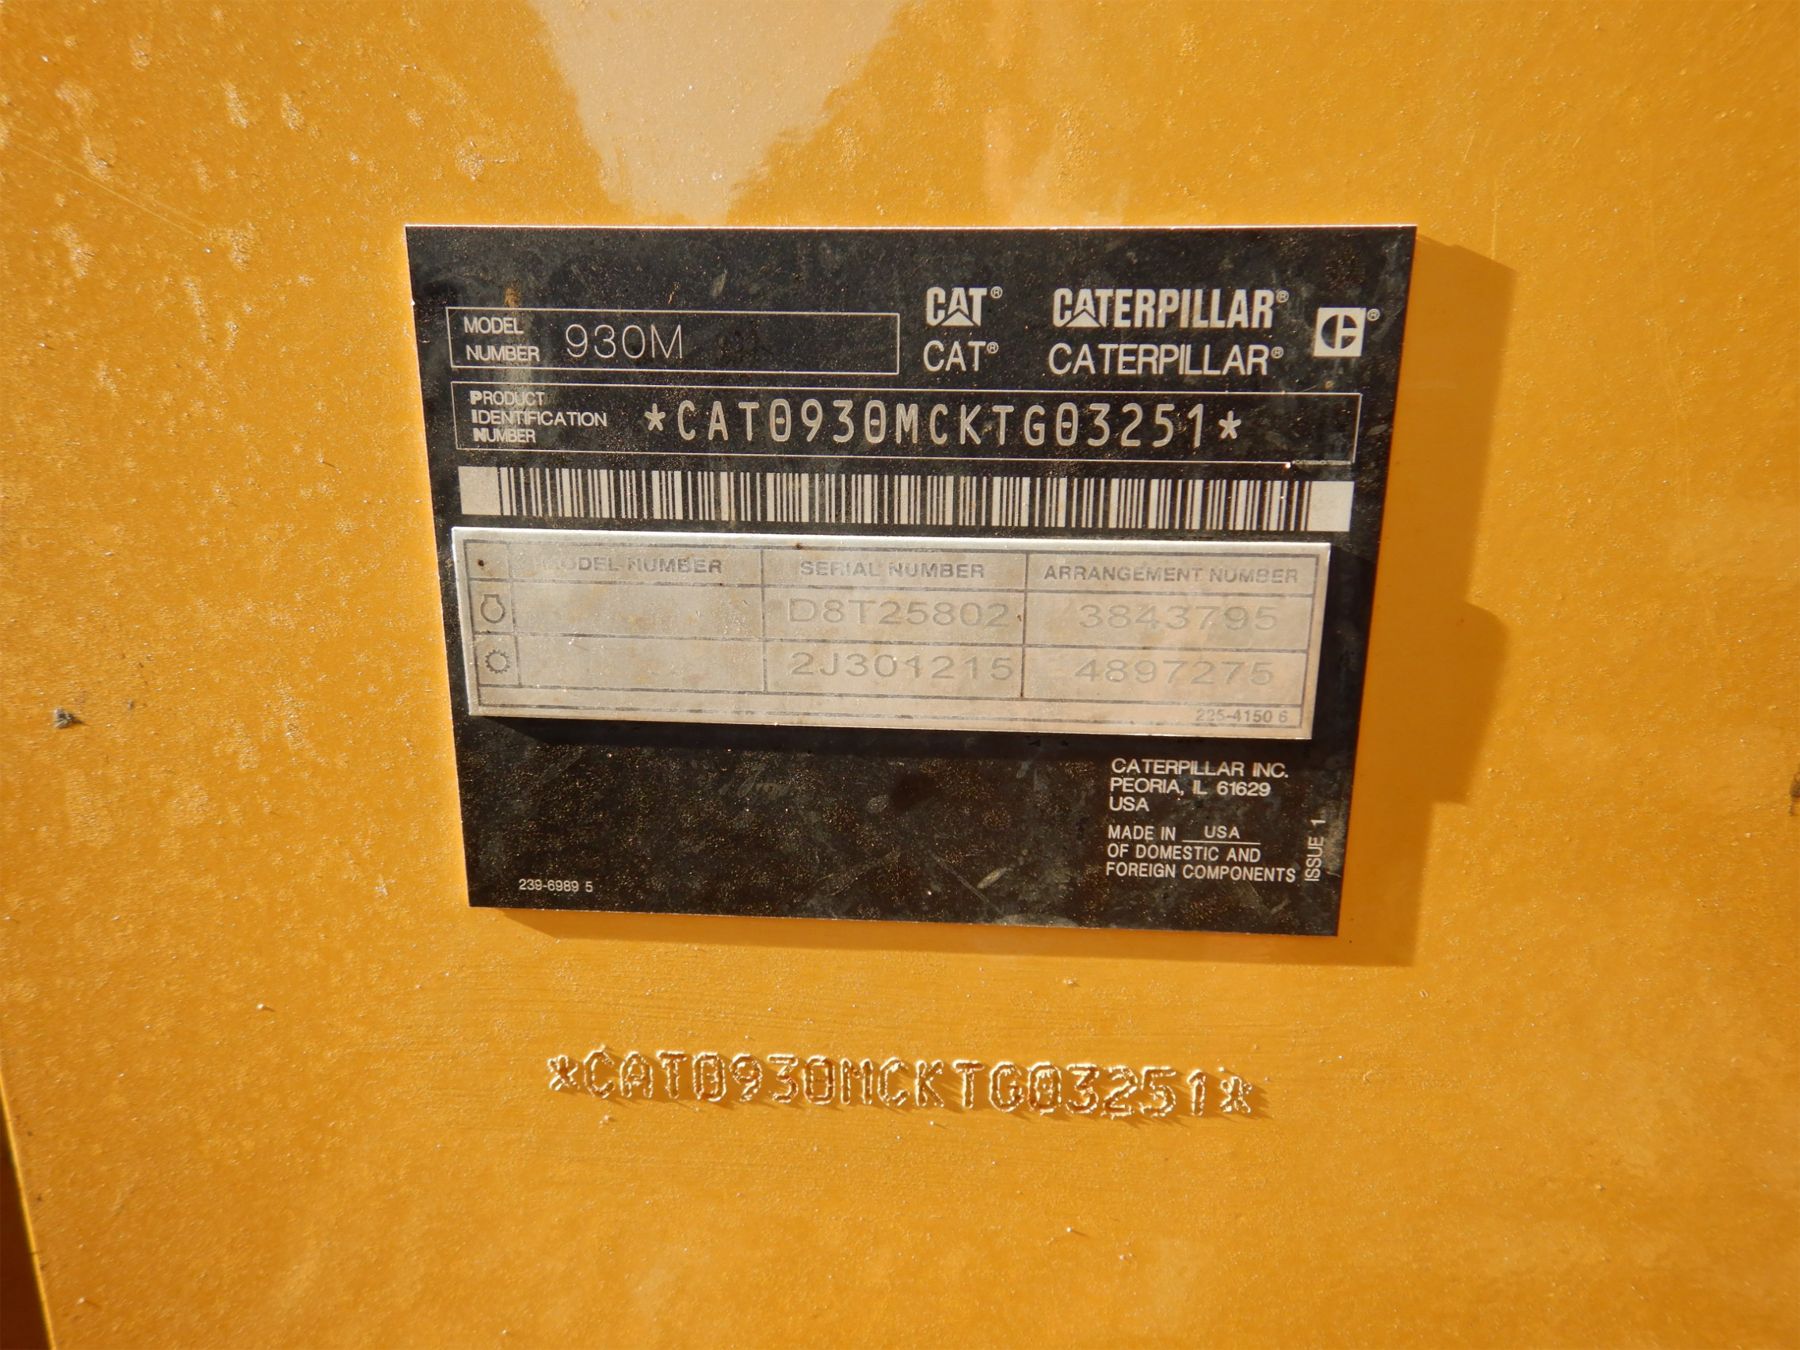 MODEL NUMBER 930M
CAT® CATERPILLAR®
CAT® CATERPILLAR®
PRODUCT IDENTIFICATION NUMBER *CAT0930MCKTG03251*
MODEL NUMBER SERIAL NUMBER ARRANGEMENT NUMBER
D8T25802 3843795
2J301215 4897275
225-4150 6
CATERPILLAR INC.
PEORIA, IL 61629
USA
MADE IN USA
OF DOMESTIC AND
FOREIGN COMPONENTS
ISSUE 1
239-6989 5
*CAT0930MCKTG03251*